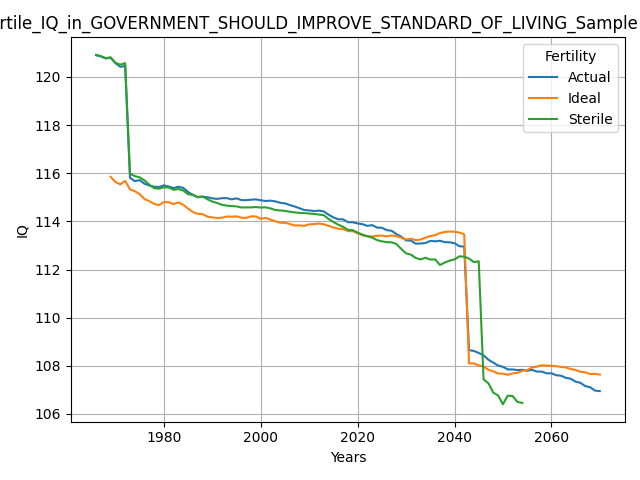 rtile_IQ_in_GOVERNMENT_SHOULD_IMPROVE_STANDARD_OF_LIVING_Sample
Fertility
Actual
Ideal
Sterile
120
118
116
114
112
110
108
106
IQ
1980
2000
2020
2040
2060
Years